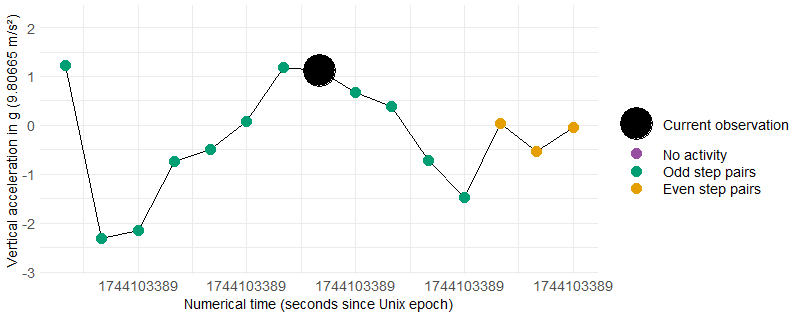 Vertical acceleration in g (9.80665 m/s²)
2
1
0
-1
-2
-3
1744103389 1744103389 1744103389 1744103389 1744103389
Numerical time (seconds since Unix epoch)
Current observation
No activity
Odd step pairs
Even step pairs